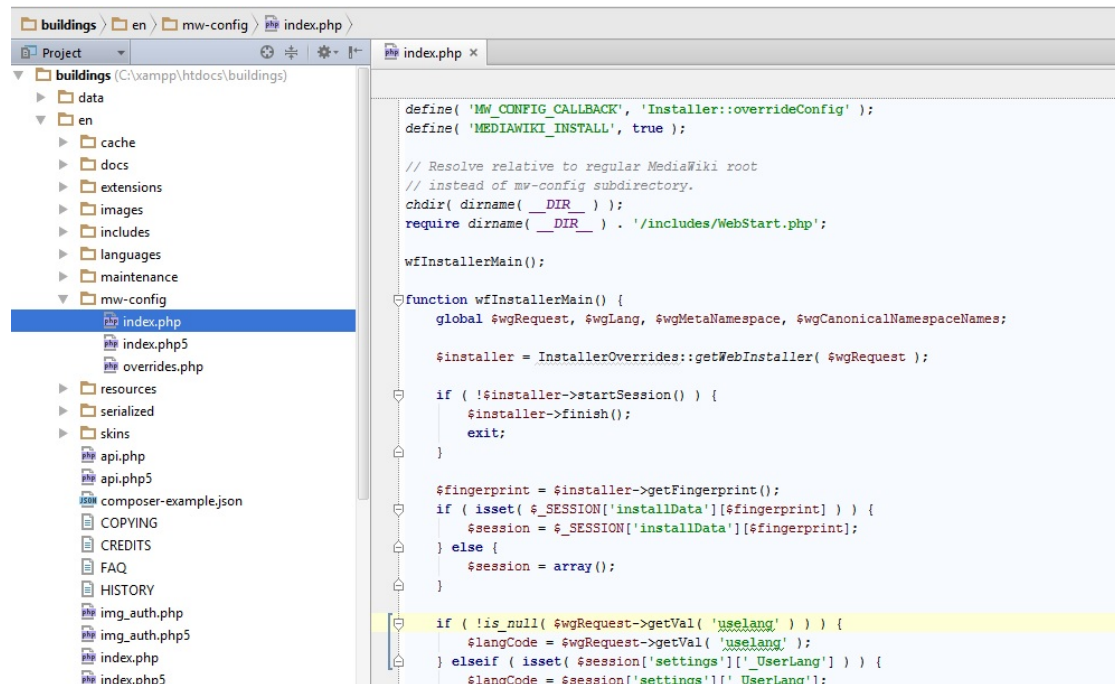 buildings en mw-config index.php
Project
index.php
buildings (C:\xampp\htdocs\buildings)
data
en
cache
docs
extensions
images
includes
languages
maintenance
mw-config
index.php
index.php5
overrides.php
resources
serialized
skins
api.php
api.php5
composer-example.json
COPYING
CREDITS
FAQ
HISTORY
img_auth.php
img_auth.php5
index.php
index.php5
define( 'MW_CONFIG_CALLBACK', 'Installer::overrideConfig' );
define( 'MEDIAWIKI_INSTALL', true );
// Resolve relative to regular MediaWiki root
// instead of mw-config subdirectory.
chdir( dirname( __DIR__ ) );
require dirname( __DIR__ ) . '/includes/WebStart.php';
wfInstallerMain();
function wfInstallerMain() {
global $wgRequest, $wgLang, $wgMetaNamespace, $wgCanonicalNamespaceNames;
$installer = InstallerOverrides::getWebInstaller( $wgRequest );
if ( !$installer->startSession() ) {
$installer->finish();
exit;
}
$fingerprint = $installer->getFingerprint();
if ( isset( $_SESSION['installData'][$fingerprint] ) ) {
$session = $_SESSION['installData'][$fingerprint];
} else {
$session = array();
}
if ( !is_null( $wgRequest->getVal( 'uselang' ) ) ) {
$langCode = $wgRequest->getVal( 'uselang' );
} elseif ( isset( $session['settings']['_UserLang'] ) ) {
$langCode = $session['settings']['_UserLang'];